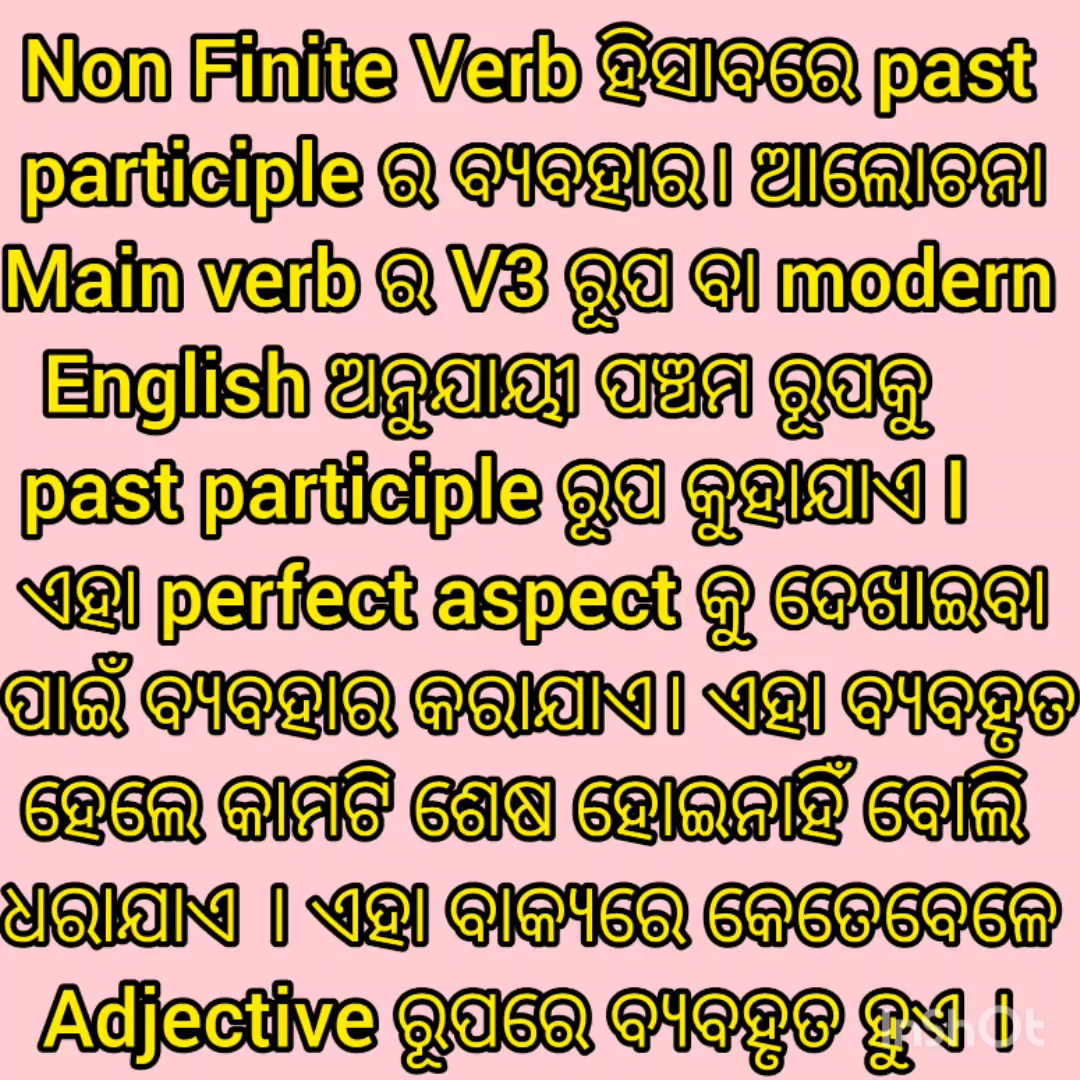 Non Finite Verb ହିସାବରେ past
participle ର ବ୍ୟବହାର। ଆଲୋଚନା
Main verb ର V3 ରୂପ ବା modern
English ଅନୁଯାୟୀ ପଞ୍ଚମ ରୂପକୁ
past participle ରୂପ କୁହାଯାଏ l
ଏହା perfect aspect କୁ ଦେଖାଇବା
ପାଇଁ ବ୍ୟବହାର କରାଯାଏ। ଏହା ବ୍ୟବହୃତ
ହେଲେ କାମଟି ଶେଷ ହୋଇନାହିଁ ବୋଲି
ଧରାଯାଏ । ଏହା ବାକ୍ୟରେ କେତେବେଳେ
Adjective ରୂପରେ ବ୍ୟବହୃତ ହୁଏ ।
InShOt